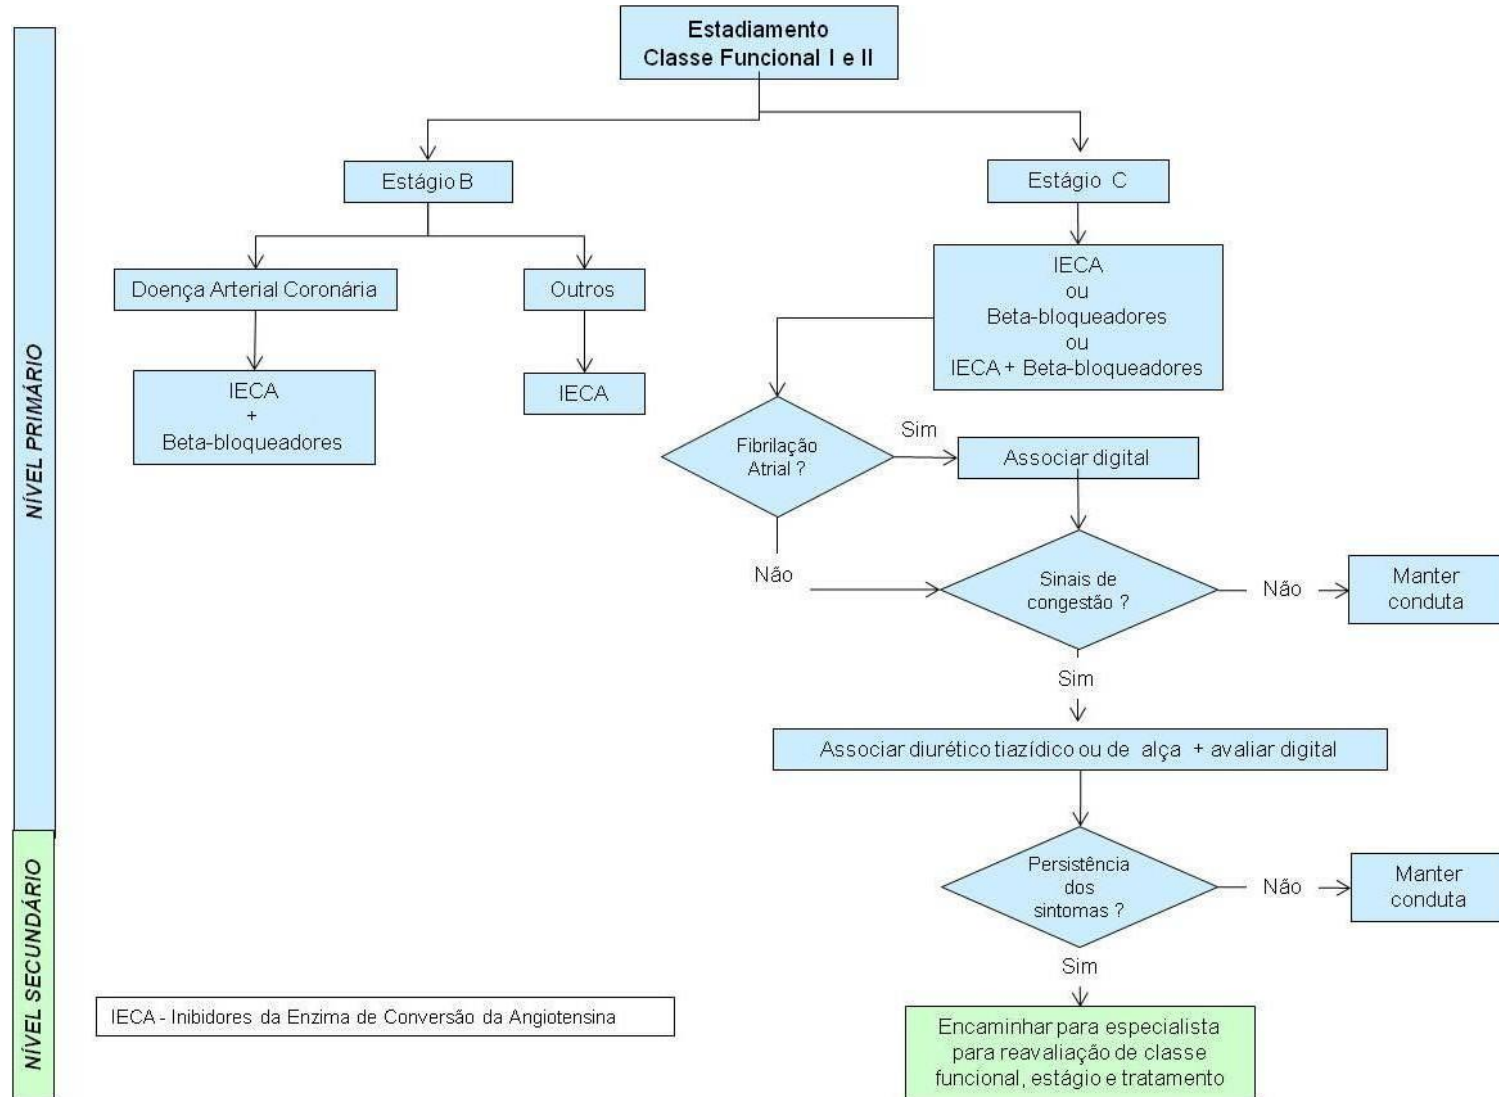 Estadiamento
Classe Funcional I e II
NÍVEL PRIMÁRIO
Estágio B
Estágio C
Doença Arterial Coronária
Outros
IECA
+
Beta-bloqueadores
IECA
IECA
ou
Beta-bloqueadores
ou
IECA + Beta-bloqueadores
Fibrilação
Atrial ?
Sim
Associar digital
Não
Sinais de
congestão ?
Não
Manter
conduta
Sim
Associar diurético tiazídico ou de alça + avaliar digital
NÍVEL SECUNDÁRIO
Persistência
dos
sintomas ?
Não
Manter
conduta
Sim
IECA - Inibidores da Enzima de Conversão da Angiotensina
Encaminhar para especialista
para reavaliação de classe
funcional, estágio e tratamento